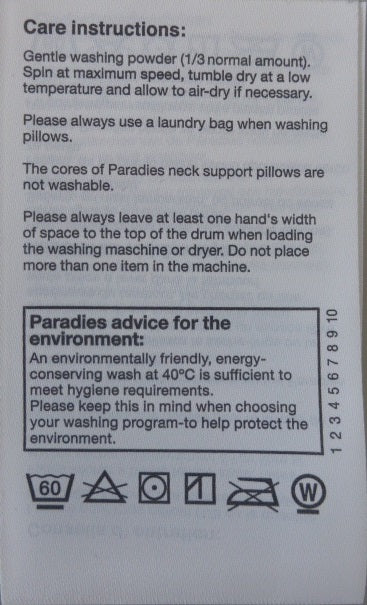 Care instructions:
Gentle washing powder (1/3 normal amount).
Spin at maximum speed, tumble dry at a low
temperature and allow to air-dry if necessary.
Please always use a laundry bag when washing
pillows.
The cores of Paradies neck support pillows are
not washable.
Please always leave at least one hand's width
of space to the top of the drum when loading
the washing maschine or dryer. Do not place
more than one item in the machine.
Paradies advice for the
environment:
An environmentally friendly, energy-
conserving wash at 40°C is sufficient to
meet hygiene requirements.
Please keep this in mind when choosing
your washing program-to help protect the
environment.
1 2 3 4 5 6 7 8 9 10
60
W